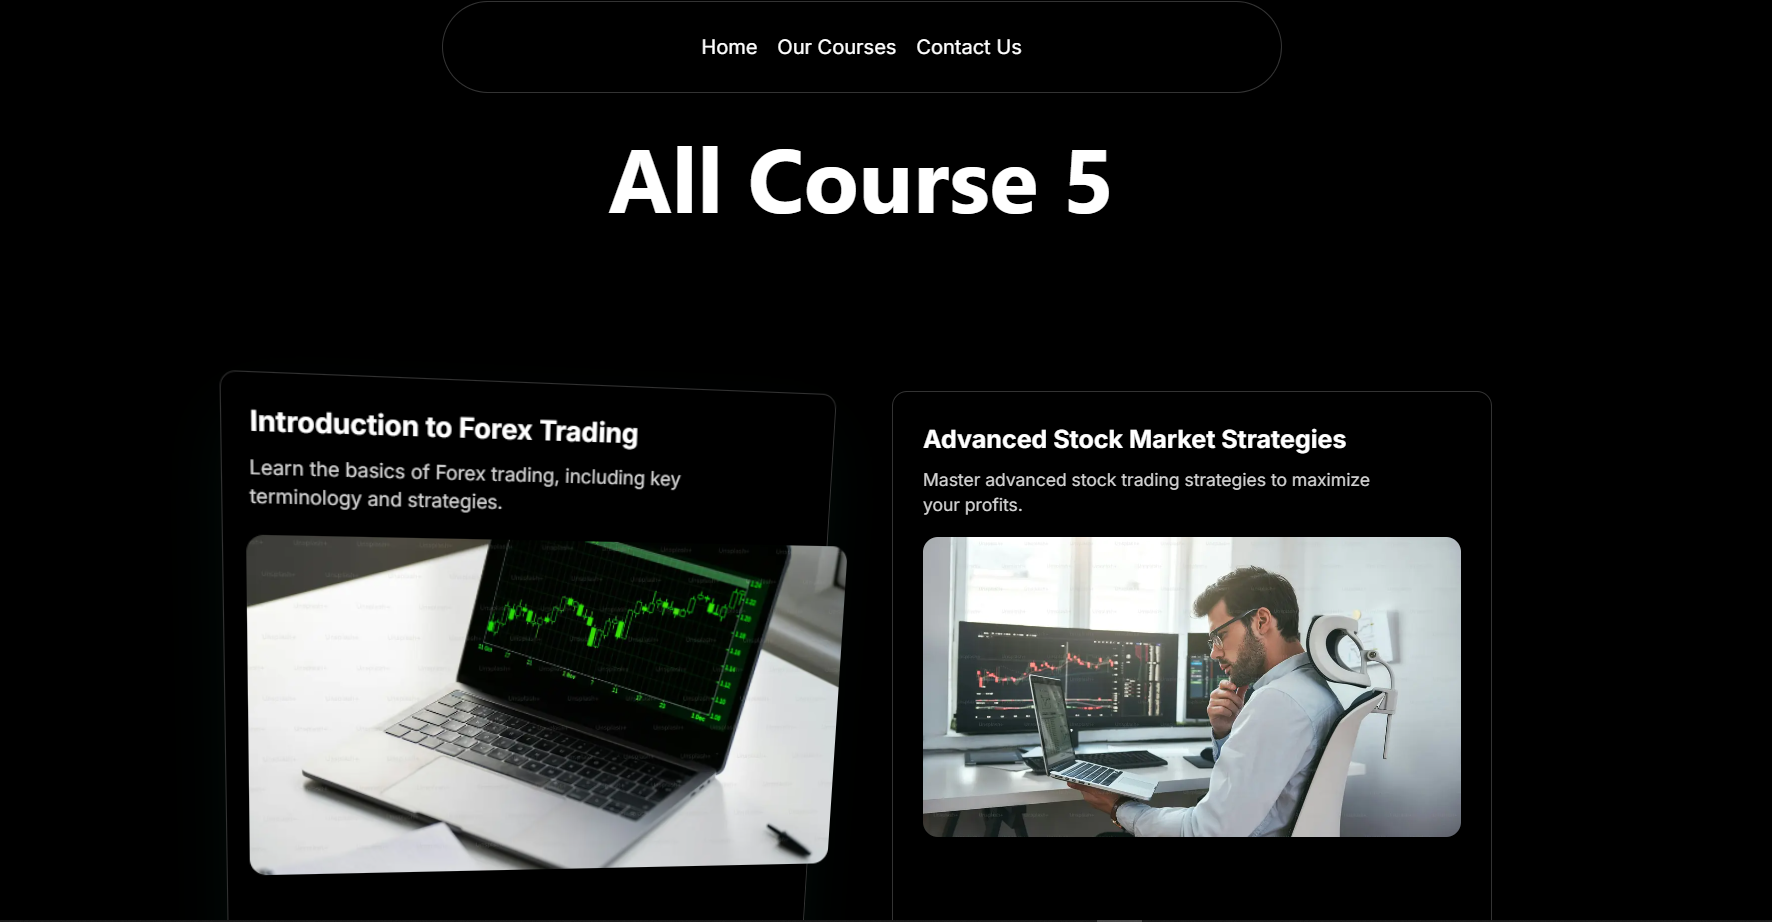 Home Our Courses Contact Us
All Course 5
Introduction to Forex Trading
Learn the basics of Forex trading, including key
terminology and strategies.
Advanced Stock Market Strategies
Master advanced stock trading strategies to maximize
your profits.